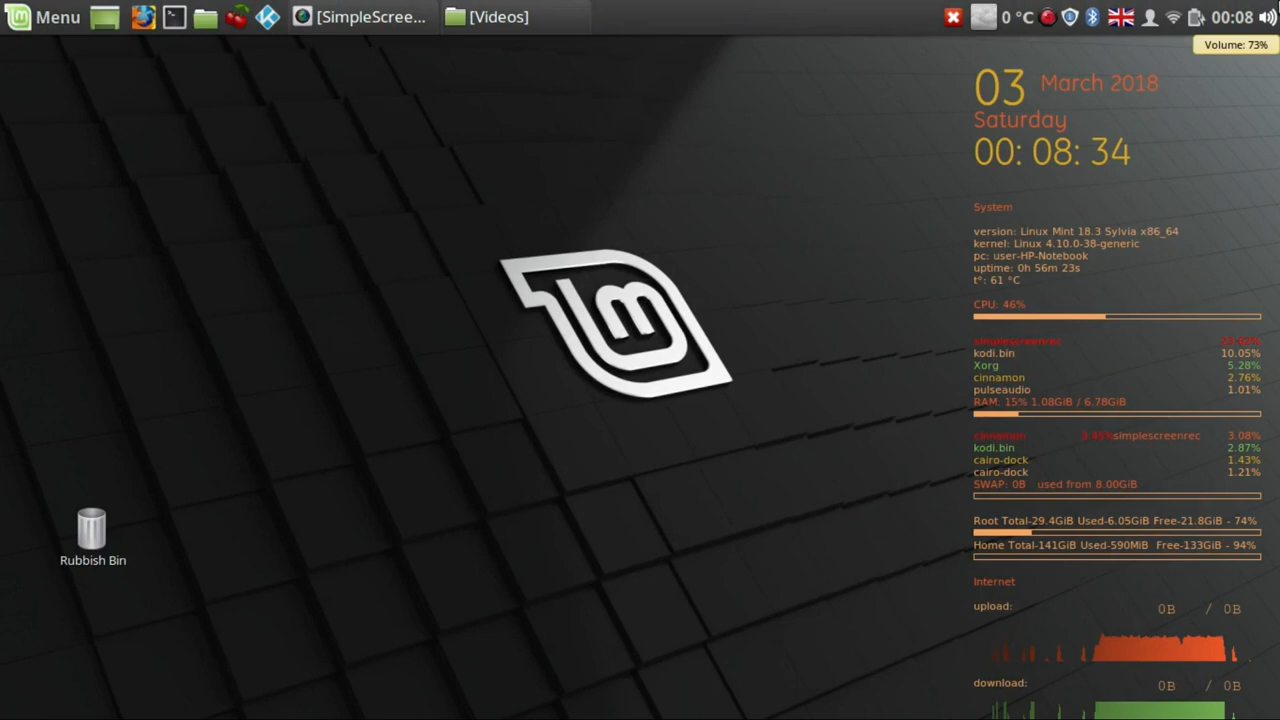 Menu [SimpleScree... [Videos] 0 °C 00:08
Volume: 73%
03 March 2018
Saturday
00: 08: 34
System
version: Linux Mint 18.3 Sylvia x86_64
kernel: Linux 4.10.0-38-generic
pc: user-HP-Notebook
uptime: 0h 56m 23s
t°: 61 °C
CPU: 46%
simplescreenrec
kodi.bin 10.05%
Xorg 5.28%
cinnamon 2.76%
pulseaudio 1.01%
RAM: 15% 1.08GiB / 6.78GiB
cinnamon 3.45%simplescreenrec 3.08%
kodi.bin 2.87%
cairo-dock 1.43%
cairo-dock 1.21%
SWAP: 0B used from 8.00GiB
Root Total-29.4GiB Used-6.05GiB Free-21.8GiB - 74%
Home Total-141GiB Used-590MiB Free-133GiB - 94%
Internet
upload: 0B / 0B
download: 0B / 0B
Rubbish Bin